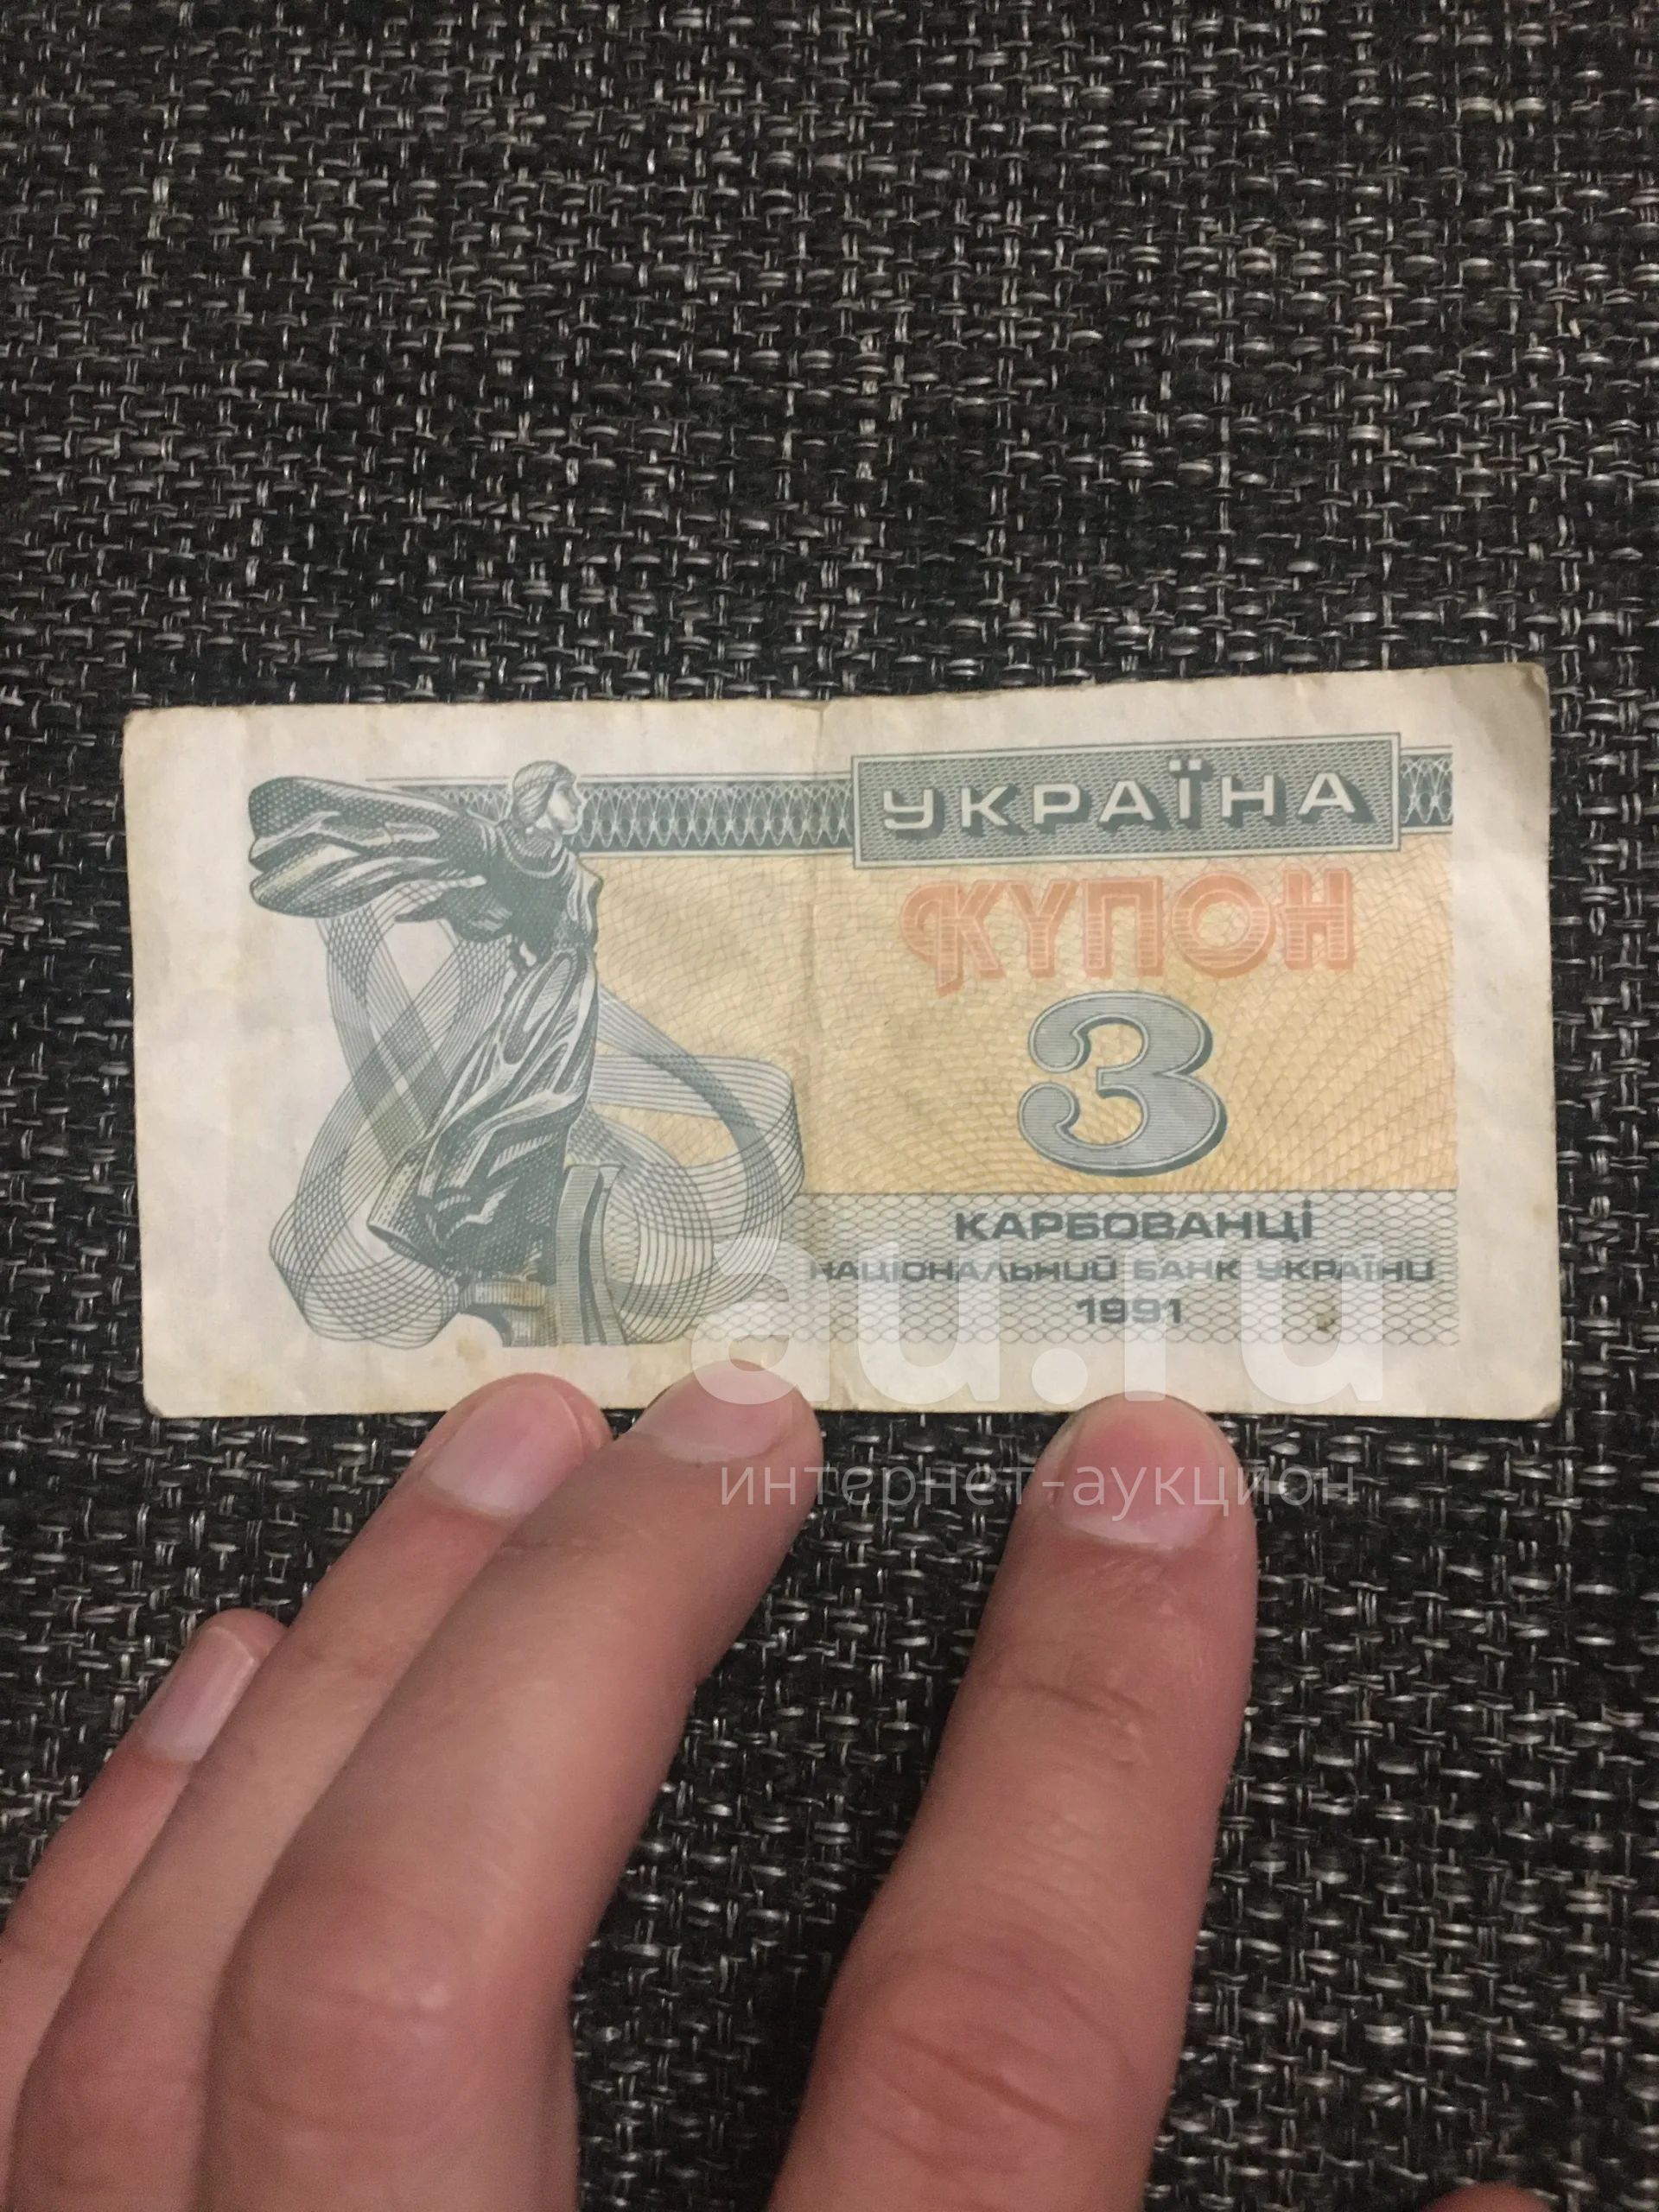 УКРАЇНА
КУПОН
3
КАРБОВАНЦІ
НАЦІОНАЛЬНИЙ БАНК УКРАЇНИ
1991
au.ru
интернет-аукцион